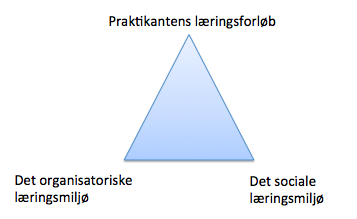 Praktikantens læringsforløb
Det organisatoriske
læringsmiljø
Det sociale
læringsmiljø